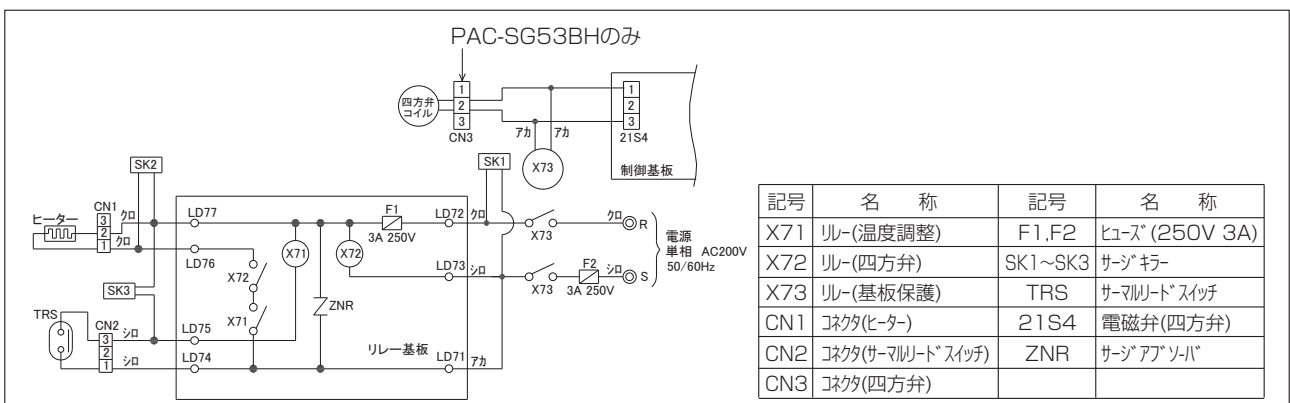 PAC-SG53BHのみ
四方弁
コイル
1
2
3
CN3
アカ
アカ
X73
1
2
3
21S4
制御基板
SK2
SK1
ヒーター
CN1
3
2
1
クロ
クロ
LD77
LD76
F1
3A 250V
LD72
クロ
X73
クロ
R
電源
単相 AC200V
50/60Hz
X71
X72
X72
X71
ZNR
LD73
シロ
X73
F2
3A 250V
シロ
S
SK3
TRS
CN2
3
2
1
シロ
シロ
LD75
LD74
リレー基板
LD71
アカ
記号 名 称 記号 名 称
X71 リレー(温度調整) F1,F2 ヒューズ(250V 3A)
X72 リレー(四方弁) SK1~SK3 サージキラー
X73 リレー(基板保護) TRS サーマルリードスイッチ
CN1 コネクタ(ヒーター) 21S4 電磁弁(四方弁)
CN2 コネクタ(サーマルリードスイッチ) ZNR サージアブソーバ
CN3 コネクタ(四方弁)